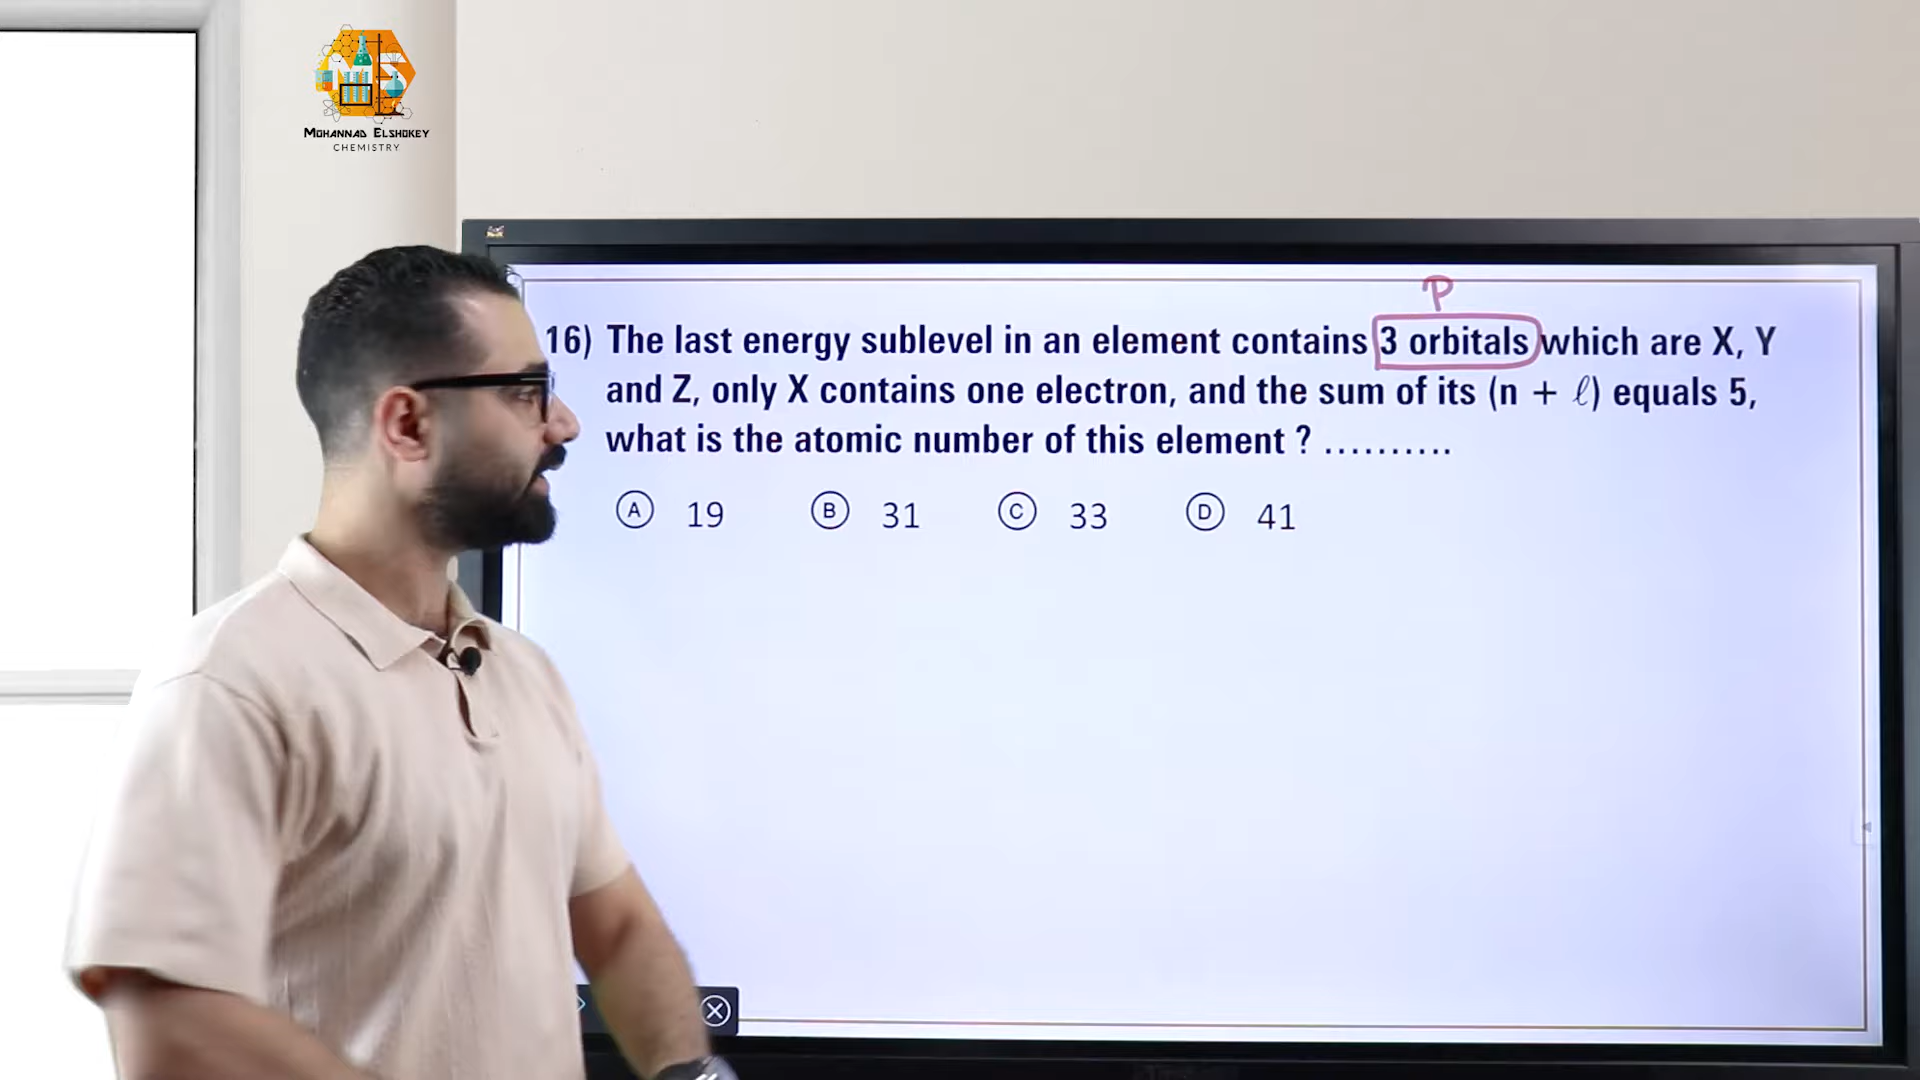 MS
MOHANNAD ELSHOKEY
CHEMISTRY
P
16) The last energy sublevel in an element contains 3 orbitals which are X, Y
and Z, only X contains one electron, and the sum of its (n + ℓ) equals 5,
what is the atomic number of this element ? ..........
A 19 B 31 C 33 D 41